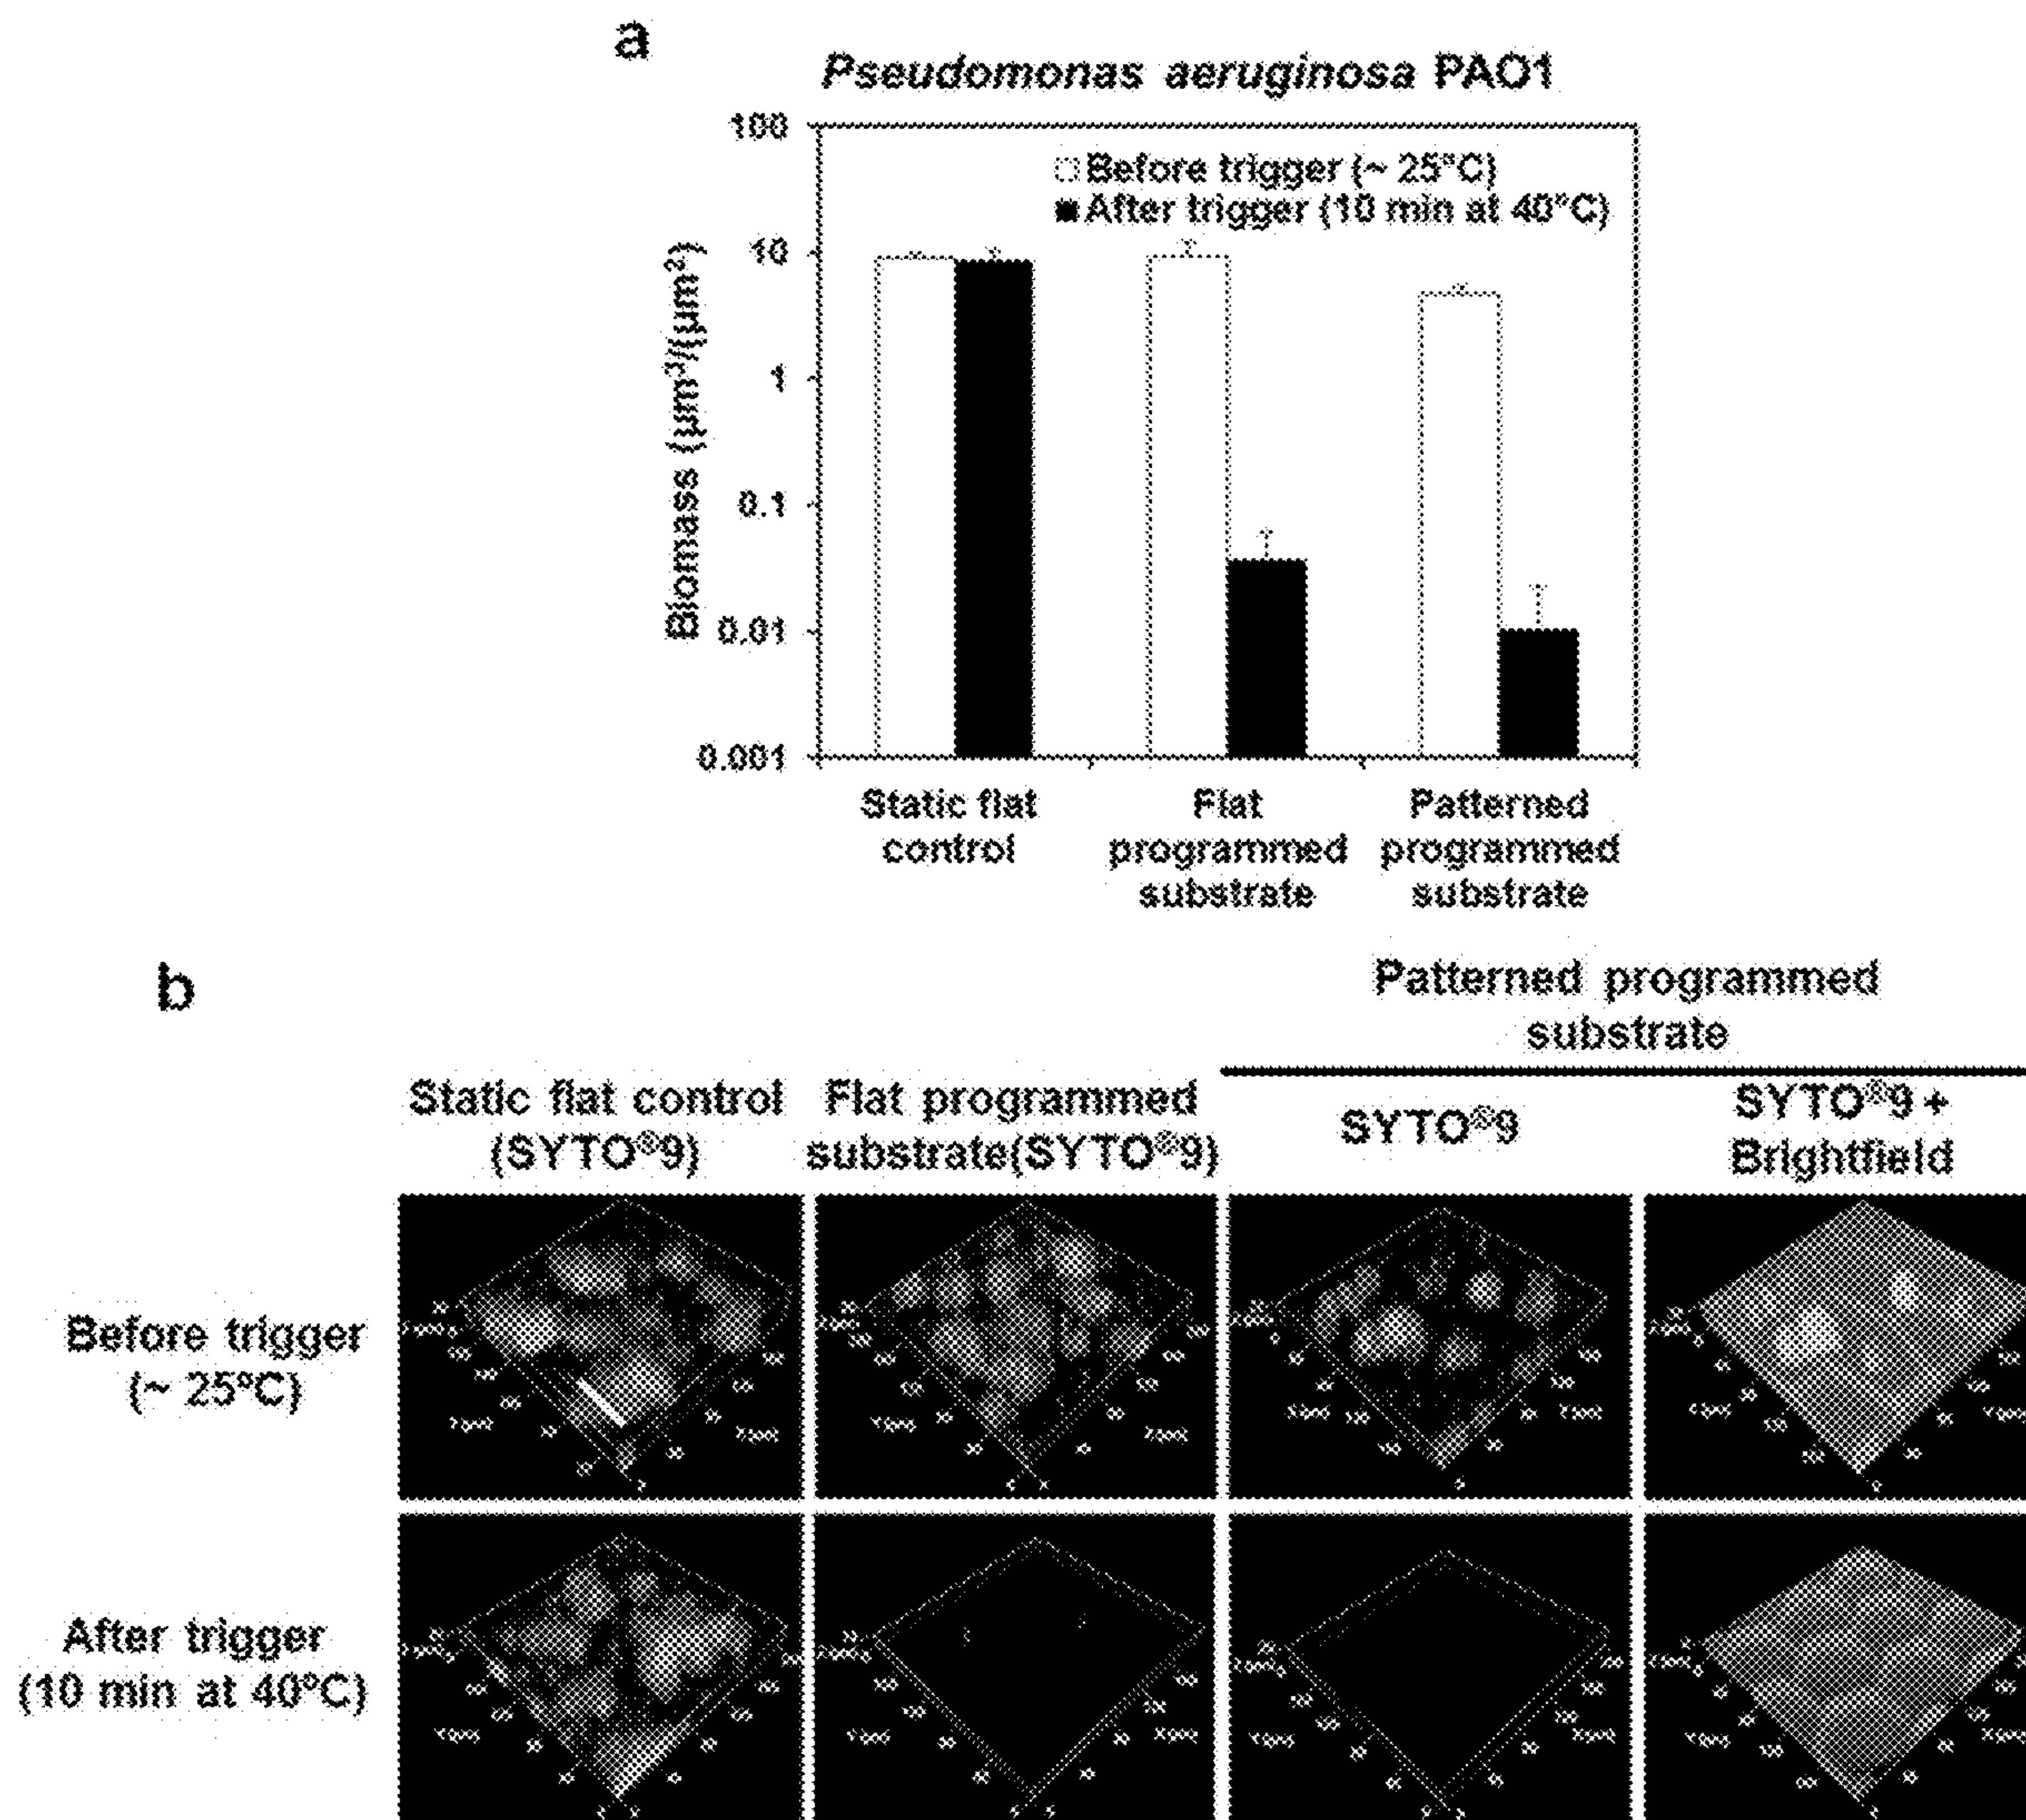 a
Pseudomonas aeruginosa PAO1
100
Before trigger (~ 25°C)
After trigger (10 min at 40°C)
10
1
0.1
0.01
0.001
Biomass (µm³/(µm²)
Static flat
control
Flat
programmed
substrate
Patterned
programmed
substrate
b
Patterned programmed
substrate
Static flat control
(SYTO®9)
Flat programmed
substrate(SYTO®9)
SYTO®9
SYTO®9 +
Brightfield
Before trigger
(~ 25°C)
After trigger
(10 min at 40°C)